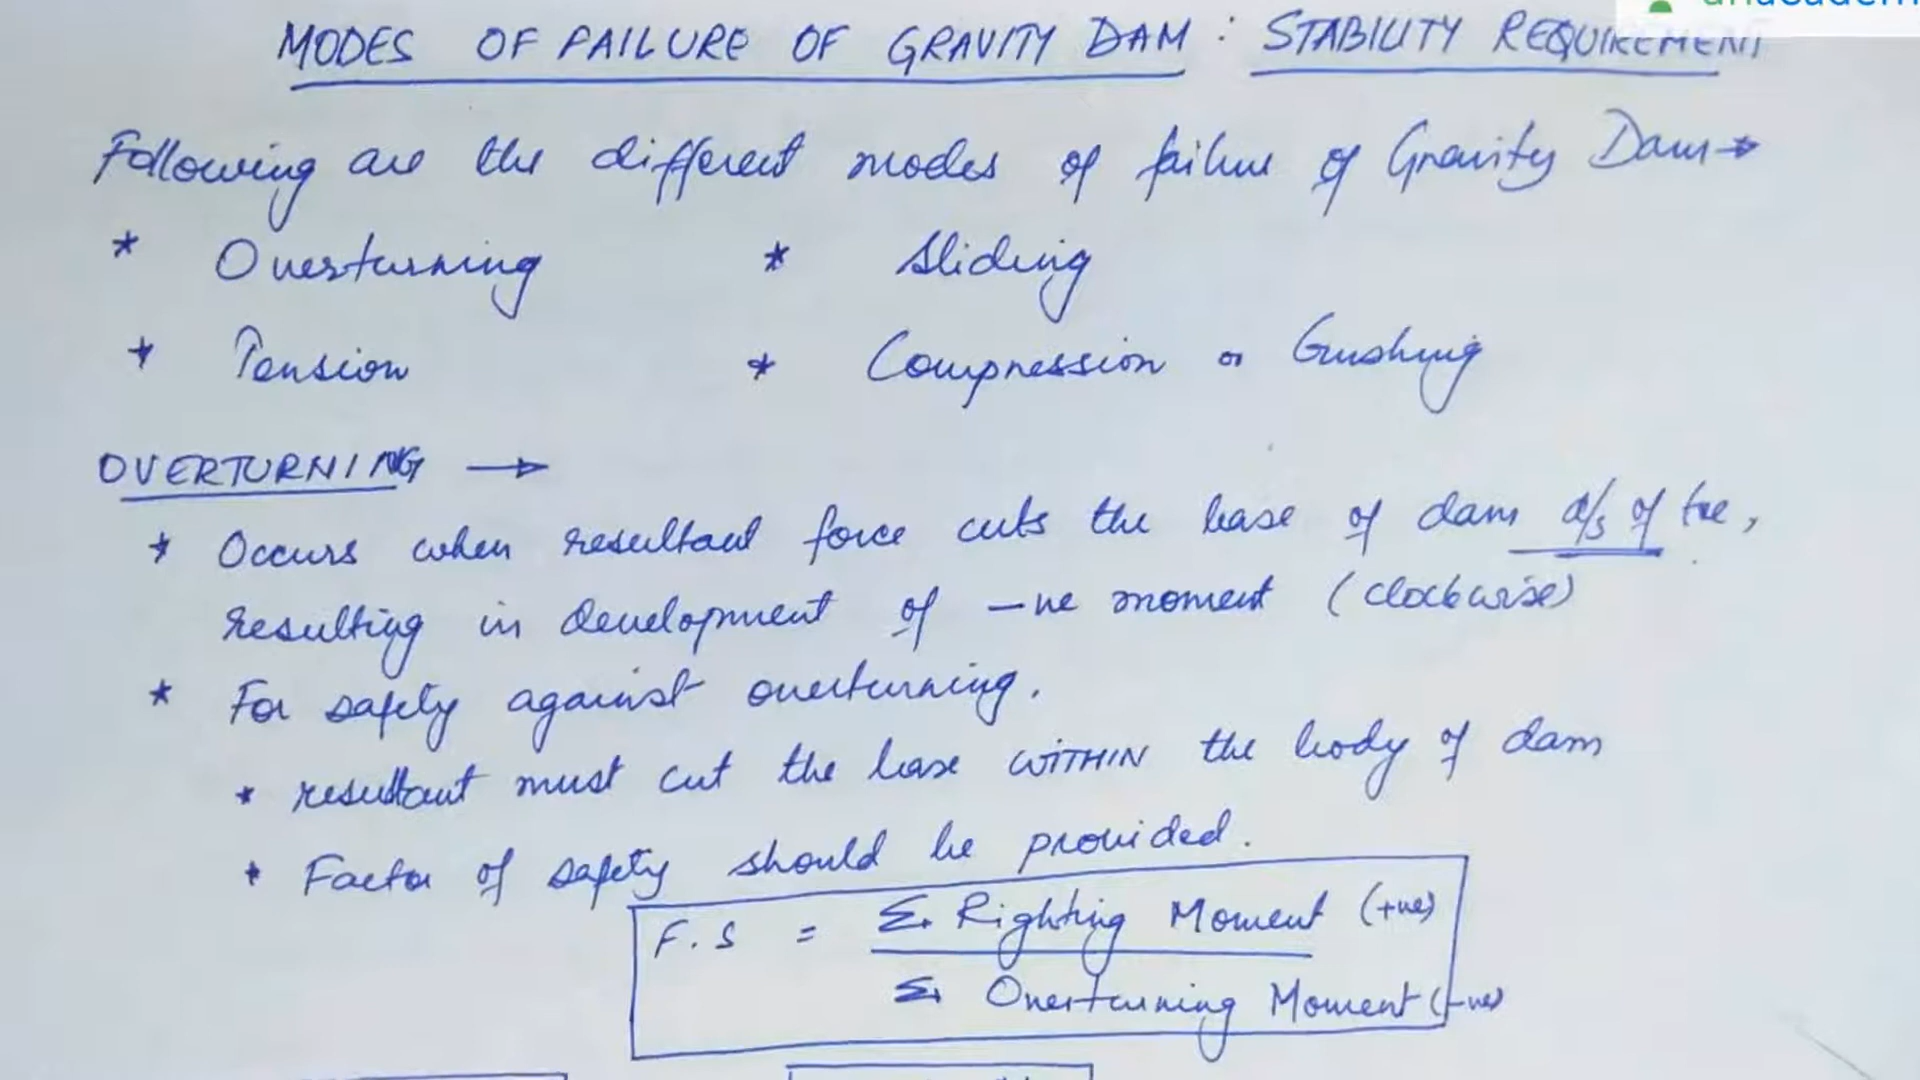 MODES OF FAILURE OF GRAVITY DAM : STABILITY REQUIREMENT
Following are the different modes of failure of Gravity Dam →
* Overturning * Sliding
* Tension * Compression or Crushing
OVERTURNING →
* Occurs when resultant force cuts the base of dam d/s of toe,
resulting in development of -ve moment (clockwise)
* For safety against overturning.
* resultant must cut the base WITHIN the body of dam
* Factor of safety should be provided.
F.S = Σ Righting Moment (+ve)
Σ Overturning Moment (-ve)